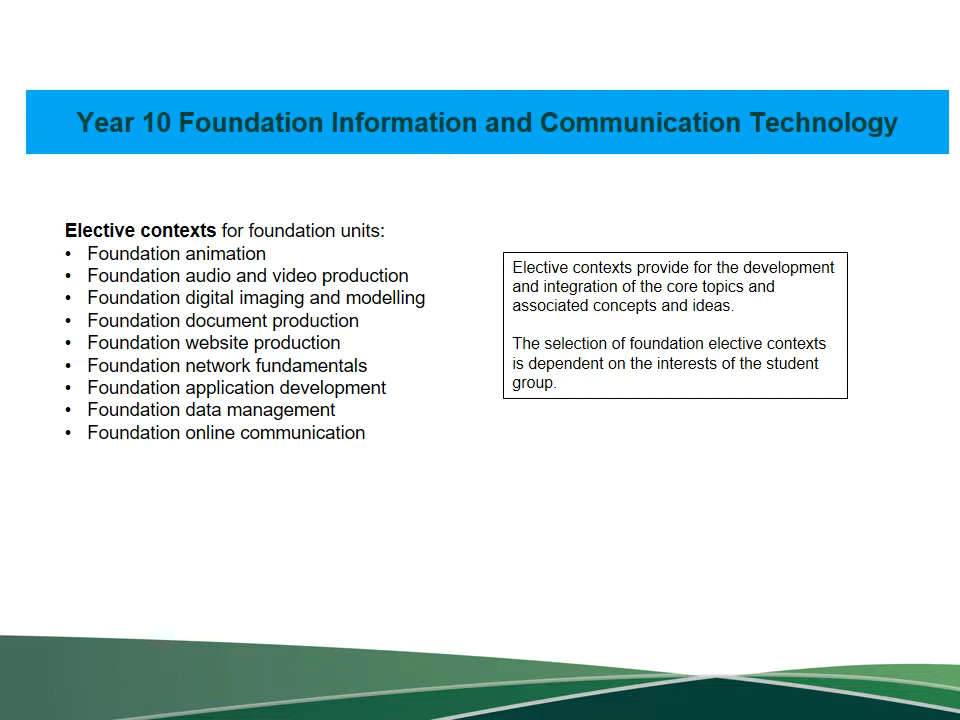 Year 10 Foundation Information and Communication Technology
Elective contexts for foundation units:
• Foundation animation
• Foundation audio and video production
• Foundation digital imaging and modelling
• Foundation document production
• Foundation website production
• Foundation network fundamentals
• Foundation application development
• Foundation data management
• Foundation online communication
Elective contexts provide for the development
and integration of the core topics and
associated concepts and ideas.
The selection of foundation elective contexts
is dependent on the interests of the student
group.